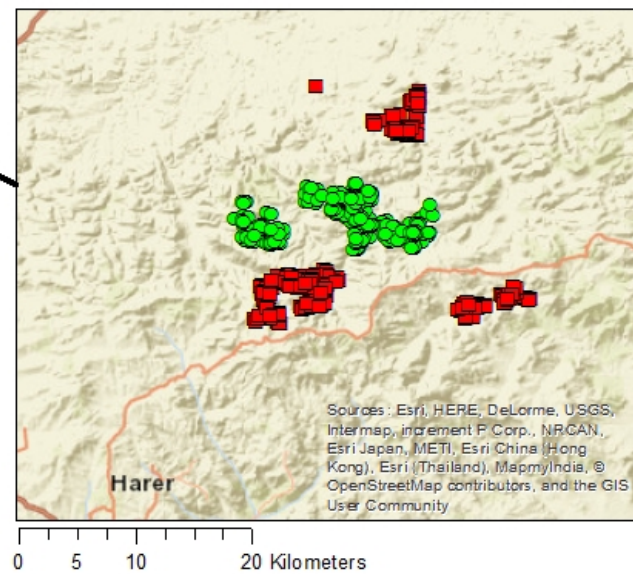 Sources: Esri, HERE, DeLorme, USGS,
Intermap, increment P Corp., NRCAN,
Esri Japan, METI, Esri China (Hong
Kong), Esri (Thailand), MapmyIndia, ©
OpenStreetMap contributors, and the GIS
User Community
Harer
0 5 10 20 Kilometers